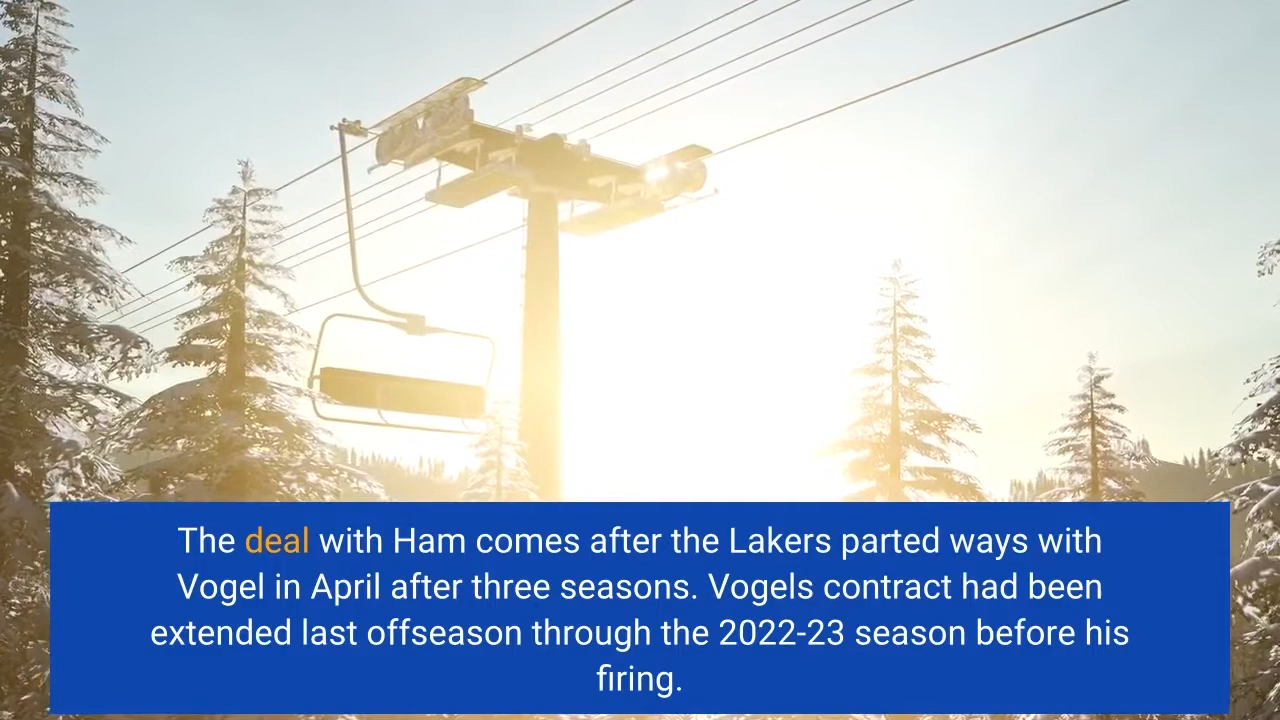 The deal with Ham comes after the Lakers parted ways with
Vogel in April after three seasons. Vogels contract had been
extended last offseason through the 2022-23 season before his
firing.